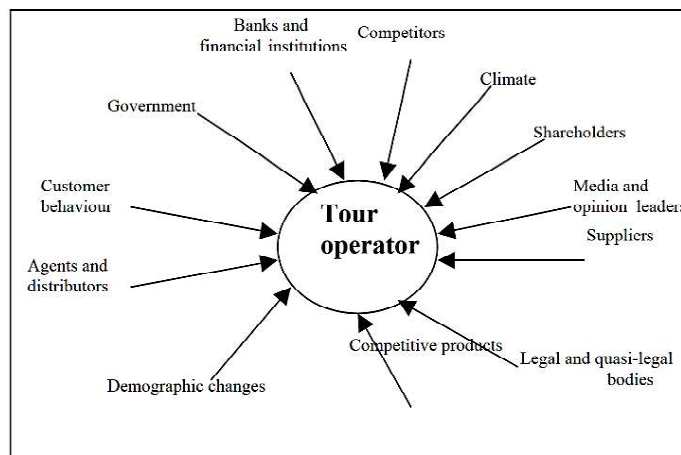 Banks and
financial institutions
Competitors
Climate
Government
Shareholders
Customer
behaviour
Tour
operator
Media and
opinion leader
Suppliers
Agents and
distributors
Competitive products
Legal and quasi-legal
bodies
Demographic changes